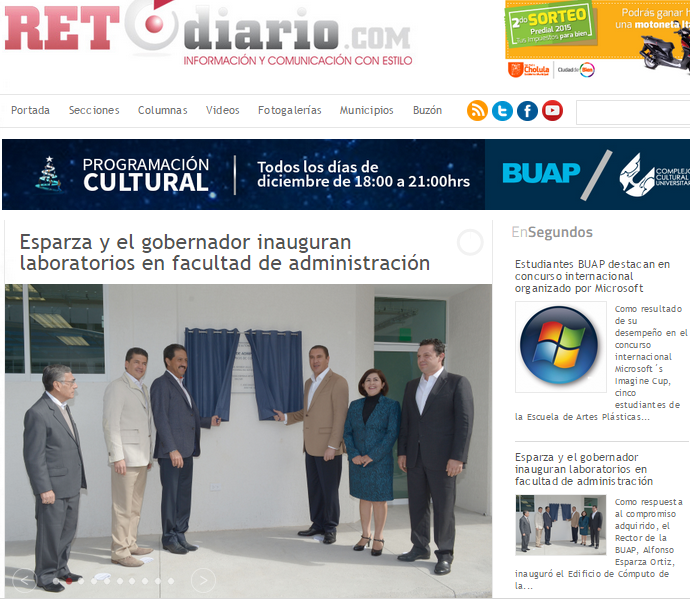 RETO diario.COM
INFORMACIÓN Y COMUNICACIÓN CON ESTILO
2do SORTEO
Predial 2015
Tus impuestos para bien
Podrás ganar
una motoneta
Cholula
Ciudad de
Portada Secciones Columnas Videos Fotogalerías Municipios Buzón
PROGRAMACIÓN
CULTURAL
Todos los días de
diciembre de 18:00 a 21:00hrs
BUAP
COMPLEJO
CULTURAL
UNIVERSITAR
Esparza y el gobernador inauguran
laboratorios en facultad de administración
EnSegundos
Estudiantes BUAP destacan en
concurso internacional
organizado por Microsoft
Como resultado
de su
desempeño en el
concurso
internacional
Microsoft´s
Imagine Cup,
cinco
estudiantes de
la Escuela de Artes Plásticas...
Esparza y el gobernador
inauguran laboratorios en
facultad de administración
Como respuesta
al compromiso
adquirido, el
Rector de la
BUAP, Alfonso
Esparza Ortiz,
inauguró el Edificio de Cómputo de
la...